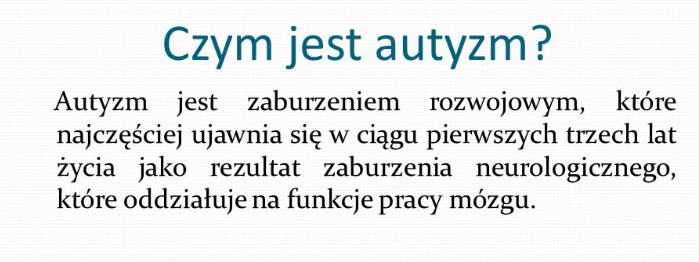 Czym jest autyzm?
Autyzm jest zaburzeniem rozwojowym, które
najczęściej ujawnia się w ciągu pierwszych trzech lat
życia jako rezultat zaburzenia neurologicznego,
które oddziałuje na funkcje pracy mózgu.